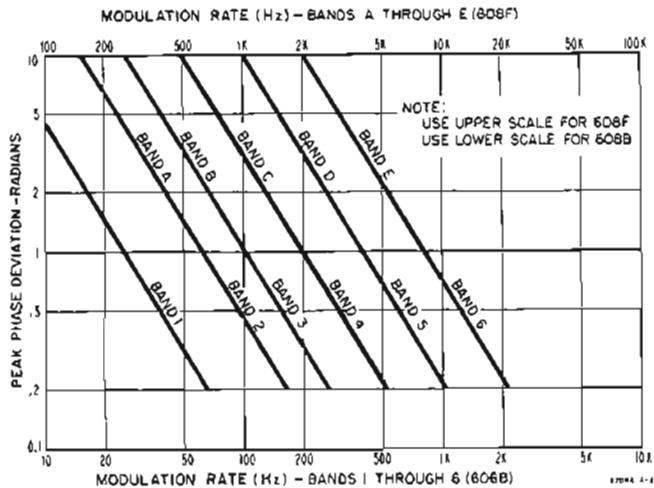 MODULATION RATE (Hz) – BANDS A THROUGH E (608F)
100 200 500 1K 2K 5K 10K 20K 50K 100K
10
5
2
1
.5
.2
0.1
PEAK PHASE DEVIATION – RADIANS
NOTE:
USE UPPER SCALE FOR 608F
USE LOWER SCALE FOR 608B
BAND A
BAND B
BAND C
BAND D
BAND E
BAND 1
BAND 2
BAND 3
BAND 4
BAND 5
BAND 6
10 20 50 100 200 500 1K 2K 5K 10K
MODULATION RATE (Hz) – BANDS 1 THROUGH 6 (606B)